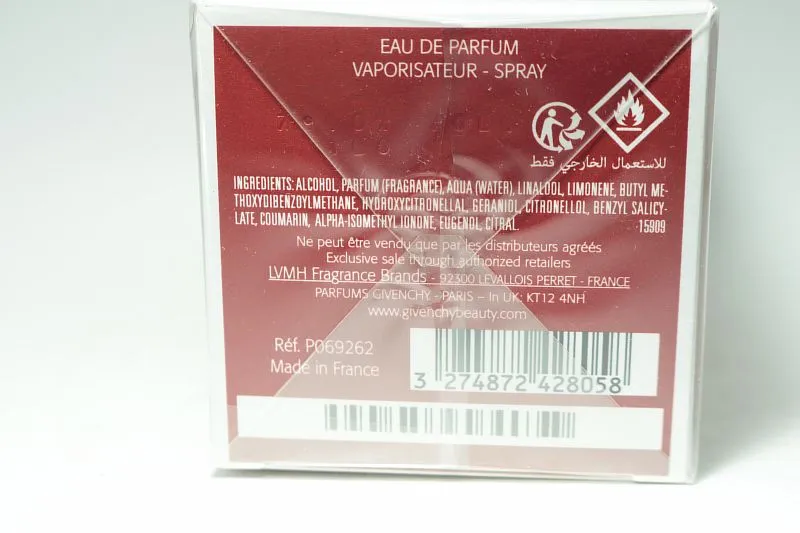 EAU DE PARFUM
VAPORISATEUR - SPRAY
للاستعمال الخارجي فقط
INGREDIENTS: ALCOHOL, PARFUM (FRAGRANCE), AQUA (WATER), LINALOOL, LIMONENE, BUTYL ME-
THOXYDIBENZOYLMETHANE, HYDROXYCITRONELLAL, GERANIOL, CITRONELLOL, BENZYL SALICY-
LATE, COUMARIN, ALPHA-ISOMETHYL IONONE, EUGENOL, CITRAL. 15909
Ne peut être vendu que par les distributeurs agréés
Exclusive sale through authorized retailers
LVMH Fragrance Brands - 92300 LEVALLOIS PERRET - FRANCE
PARFUMS GIVENCHY - PARIS – In UK: KT12 4NH
www.givenchybeauty.com
Réf. P069262
Made in France
3 274872 428058